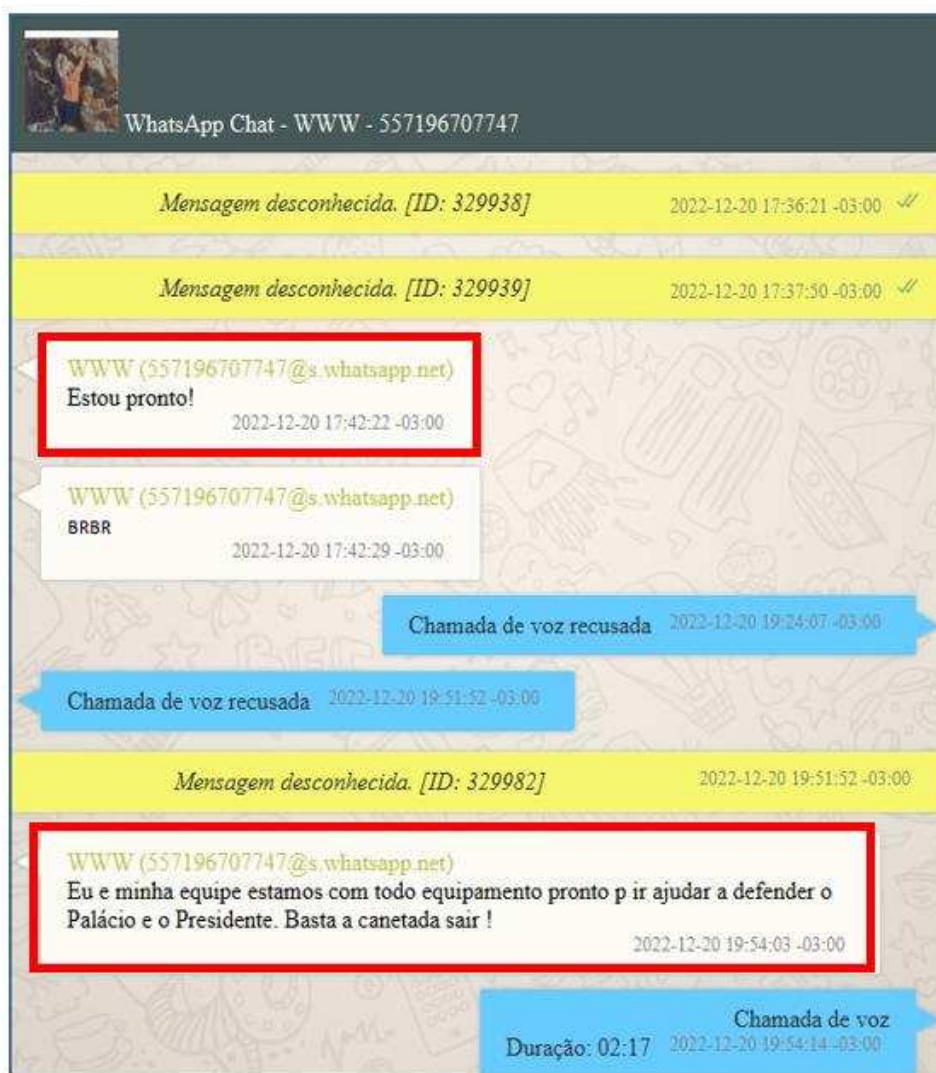 WhatsApp Chat - WWW - 557196707747
Mensagem desconhecida. [ID: 329938] 2022-12-20 17:36:21 -03:00
Mensagem desconhecida. [ID: 329939] 2022-12-20 17:37:50 -03:00
WWW (557196707747@s.whatsapp.net)
Estou pronto!
2022-12-20 17:42:22 -03:00
WWW (557196707747@s.whatsapp.net)
BRBR
2022-12-20 17:42:29 -03:00
Chamada de voz recusada 2022-12-20 19:24:07 -03:00
Chamada de voz recusada 2022-12-20 19:51:52 -03:00
Mensagem desconhecida. [ID: 329982] 2022-12-20 19:51:52 -03:00
WWW (557196707747@s.whatsapp.net)
Eu e minha equipe estamos com todo equipamento pronto p ir ajudar a defender o
Palácio e o Presidente. Basta a canetada sair !
2022-12-20 19:54:03 -03:00
Chamada de voz
Duração: 02:17 2022-12-20 19:54:14 -03:00